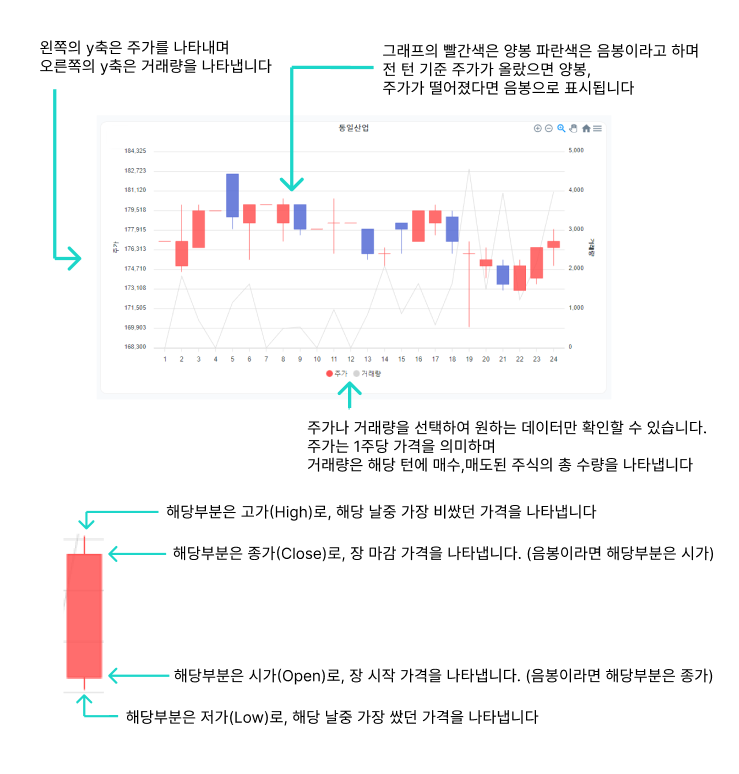 왼쪽의 y축은 주가를 나타내며
오른쪽의 y축은 거래량을 나타냅니다
그래프의 빨간색은 양봉 파란색은 음봉이라고 하며
전 턴 기준 주가가 올랐으면 양봉,
주가가 떨어졌다면 음봉으로 표시됩니다
동일산업
184,325
182,723
181,120
179,518
177,915
176,313
174,710
173,108
171,505
169,903
168,300
주가
5,000
4,000
3,000
2,000
1,000
0
거래량
1 2 3 4 5 6 7 8 9 10 11 12 13 14 15 16 17 18 19 20 21 22 23 24
주가 거래량
주가나 거래량을 선택하여 원하는 데이터만 확인할 수 있습니다.
주가는 1주당 가격을 의미하며
거래량은 해당 턴에 매수,매도된 주식의 총 수량을 나타냅니다
해당부분은 고가(High)로, 해당 날중 가장 비쌌던 가격을 나타냅니다
해당부분은 종가(Close)로, 장 마감 가격을 나타냅니다. (음봉이라면 해당부분은 시가)
해당부분은 시가(Open)로, 장 시작 가격을 나타냅니다. (음봉이라면 해당부분은 종가)
해당부분은 저가(Low)로, 해당 날중 가장 쌌던 가격을 나타냅니다